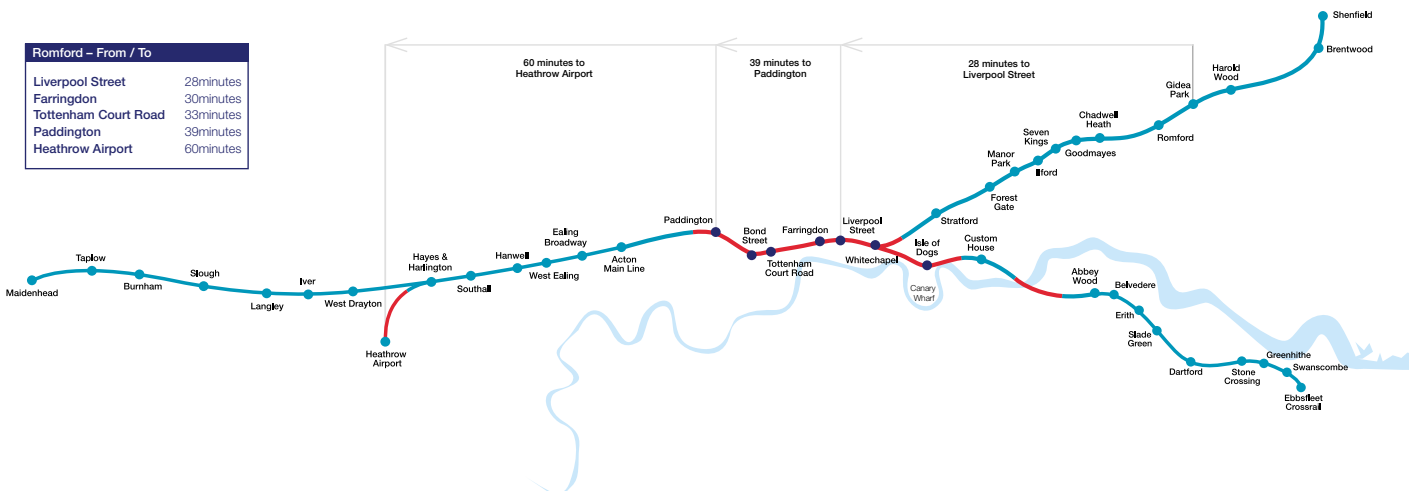 Romford – From / To
Liverpool Street 28minutes
Farringdon 30minutes
Tottenham Court Road 33minutes
Paddington 39minutes
Heathrow Airport 60minutes
60 minutes to
Heathrow Airport
39 minutes to
Paddington
28 minutes to
Liverpool Street
Shenfield
Brentwood
Harold
Wood
Gidea
Park
Romford
Chadwell
Heath
Goodmayes
Seven
Kings
Ilford
Manor
Park
Forest
Gate
Stratford
Liverpool
Street
Whitechapel
Farringdon
Tottenham
Court Road
Bond
Street
Paddington
Acton
Main Line
Ealing
Broadway
West Ealing
Hanwell
Southall
Hayes &
Harlington
Heathrow
Airport
West Drayton
Iver
Langley
Slough
Burnham
Taplow
Maidenhead
Isle of
Dogs
Canary
Wharf
Custom
House
Abbey
Wood
Belvedere
Erith
Slade
Green
Dartford
Stone
Crossing
Greenhithe
Swanscombe
Ebbsfleet
Crossrail